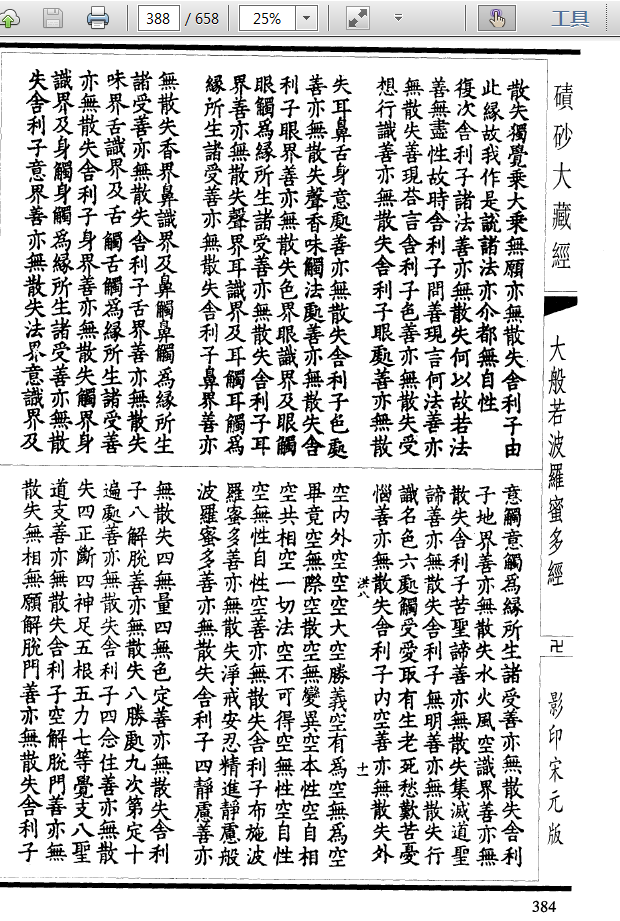 388 / 658
25%
工具
磧砂大藏經
大般若波羅蜜多經
卍
影印宋元版
散失獨覺乘大乘無願亦無散失舍利子由
此緣故我作是說諸法亦尒都無自性
復次舍利子諸法善亦無散失何以故若法
善無盡性故時舍利子問善現言何法善亦
無散失善現荅言舍利子色善亦無散失受
想行識善亦無散失舍利子眼處善亦無散
失耳鼻舌身意處善亦無散失舍利子色處
善亦無散失聲香味觸法處善亦無散失舍
利子眼界善亦無散失色界眼識界及眼觸
眼觸爲緣所生諸受善亦無散失舍利子耳
界善亦無散失聲界耳識界及耳觸耳觸爲
緣所生諸受善亦無散失舍利子鼻界善亦
無散失香界鼻識界及鼻觸鼻觸爲緣所生
諸受善亦無散失舍利子舌界善亦無散失
味界舌識界及舌觸舌觸爲緣所生諸受善
亦無散失舍利子身界善亦無散失觸界身
識界及身觸身觸爲緣所生諸受善亦無散
失舍利子意界善亦無散失法界意識界及
意觸意觸爲緣所生諸受善亦無散失舍利
子地界善亦無散失水火風空識界善亦無
散失舍利子苦聖諦善亦無散失集滅道聖
諦善亦無散失舍利子無明善亦無散失行
識名色六處觸受愛取有生老死愁歎苦憂
惱善亦無散失舍利子內空善亦無散失外
洪八 十一
空內外空空空大空勝義空有爲空無爲空
畢竟空無際空散空無變異空本性空自相
空共相空一切法空不可得空無性空自性
空無性自性空善亦無散失舍利子布施波
羅蜜多善亦無散失淨戒安忍精進靜慮般
波羅蜜多善亦無散失舍利子四靜慮善亦
無散失四無量四無色定善亦無散失舍利
子八解脫善亦無散失八勝處九次第定十
遍處善亦無散失舍利子四念住善亦無散
失四正斷四神足五根五力七等覺支八聖
道支善亦無散失舍利子空解脫門善亦無
散失無相無願解脫門善亦無散失舍利子
384